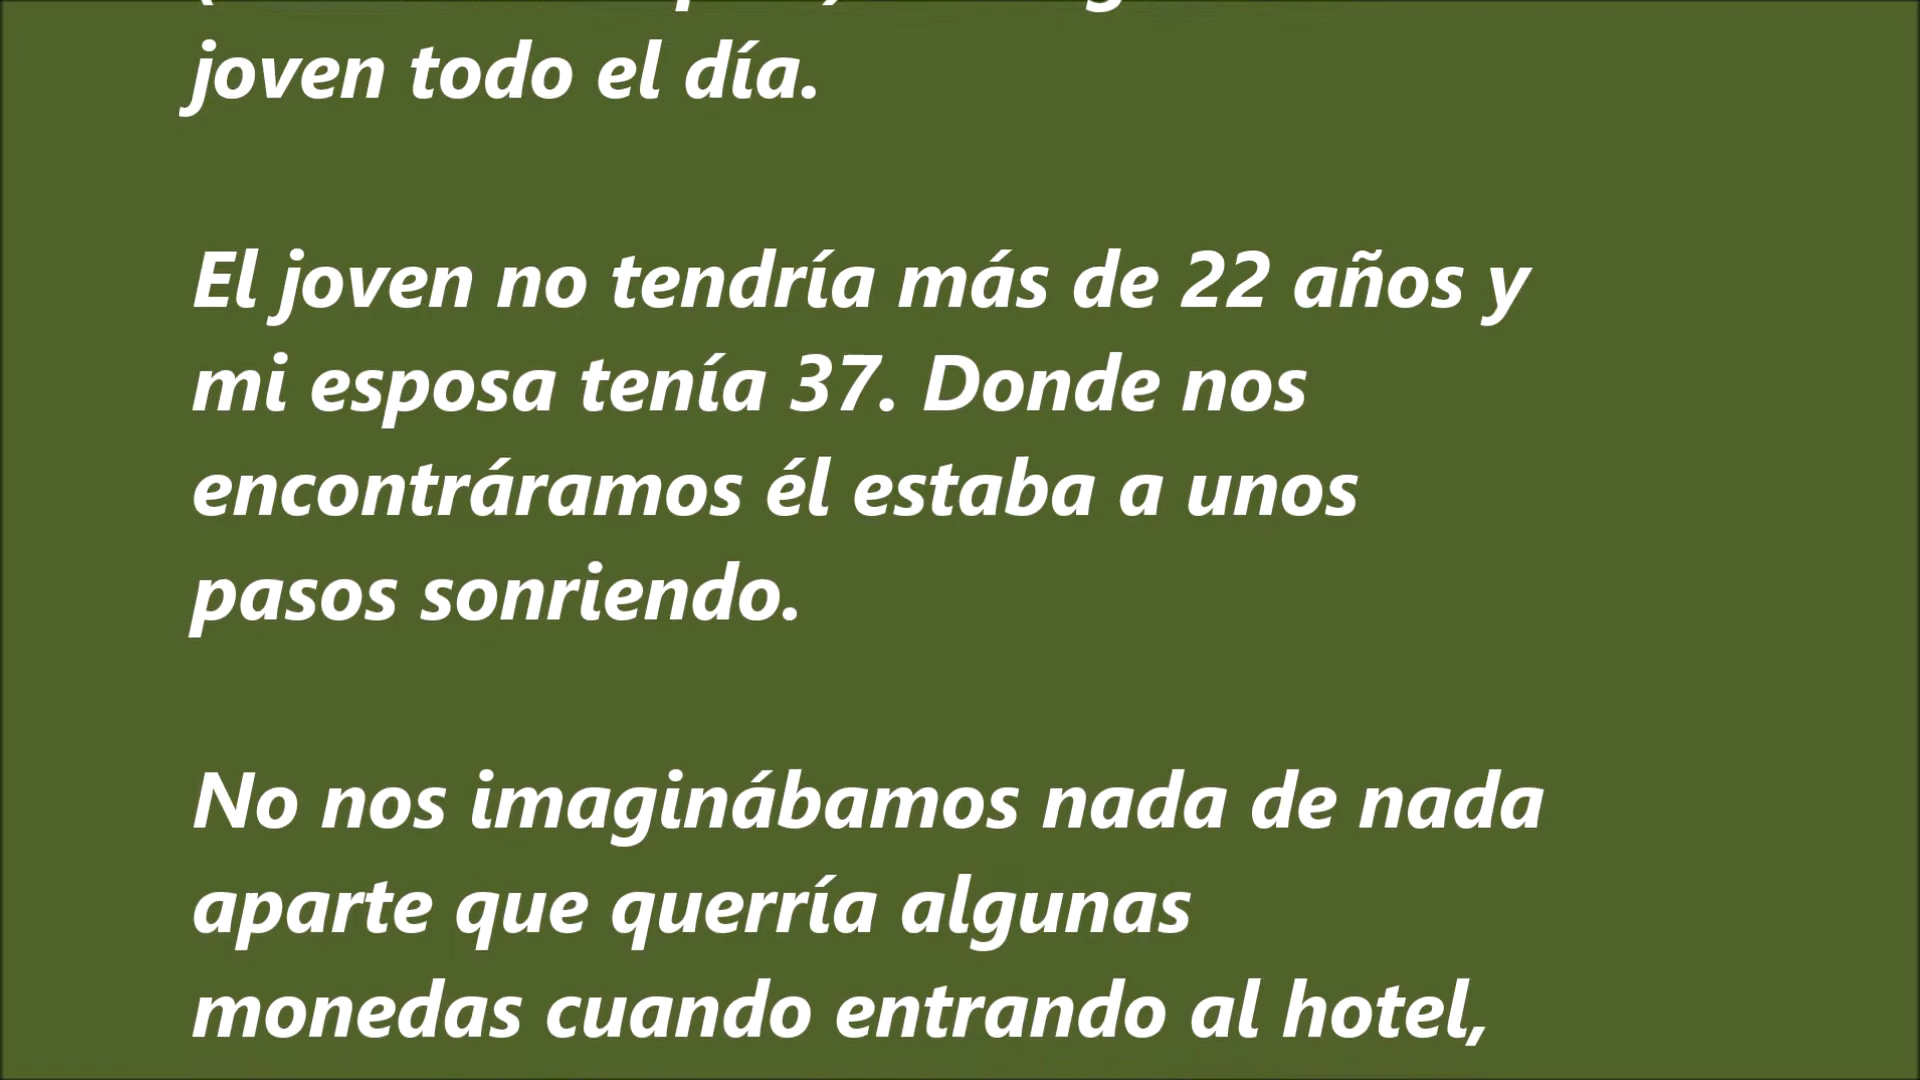 joven todo el día.
El joven no tendría más de 22 años y
mi esposa tenía 37. Donde nos
encontráramos él estaba a unos
pasos sonriendo.
No nos imaginábamos nada de nada
aparte que querría algunas
monedas cuando entrando al hotel,